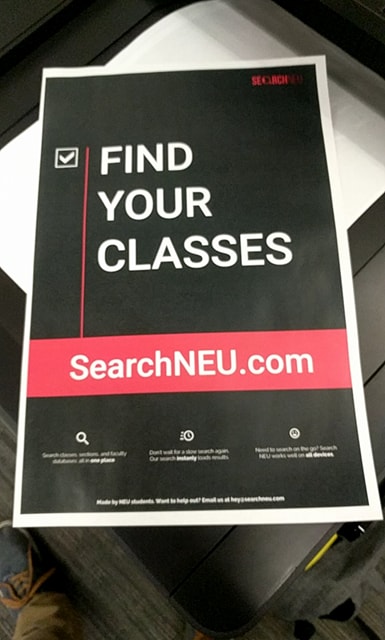 SEARCHNEU
FIND
YOUR
CLASSES
SearchNEU.com
Search classes, sections, and faculty
databases; all in one place
Don't wait for a slow search again.
Our search instantly loads results.
Need to search on the go? Search
NEU works well on all devices.
Made by NEU students. Want to help out? Email us at hey@searchneu.com